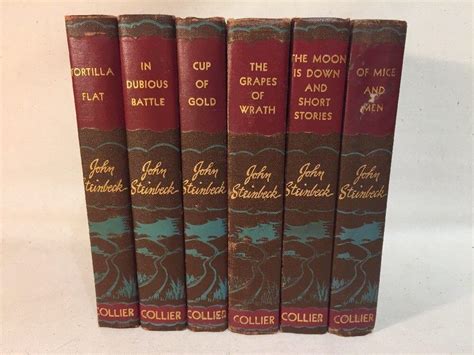 TORTILLA
FLAT
John
Steinbeck
COLLIER
IN
DUBIOUS
BATTLE
John
Steinbeck
COLLIER
CUP
OF
GOLD
John
Steinbeck
COLLIER
THE
GRAPES
OF
WRATH
John
Steinbeck
COLLIER
THE MOON
IS DOWN
AND
SHORT
STORIES
John
Steinbeck
COLLIER
OF MICE
AND
MEN
John
Steinbeck
COLLIER